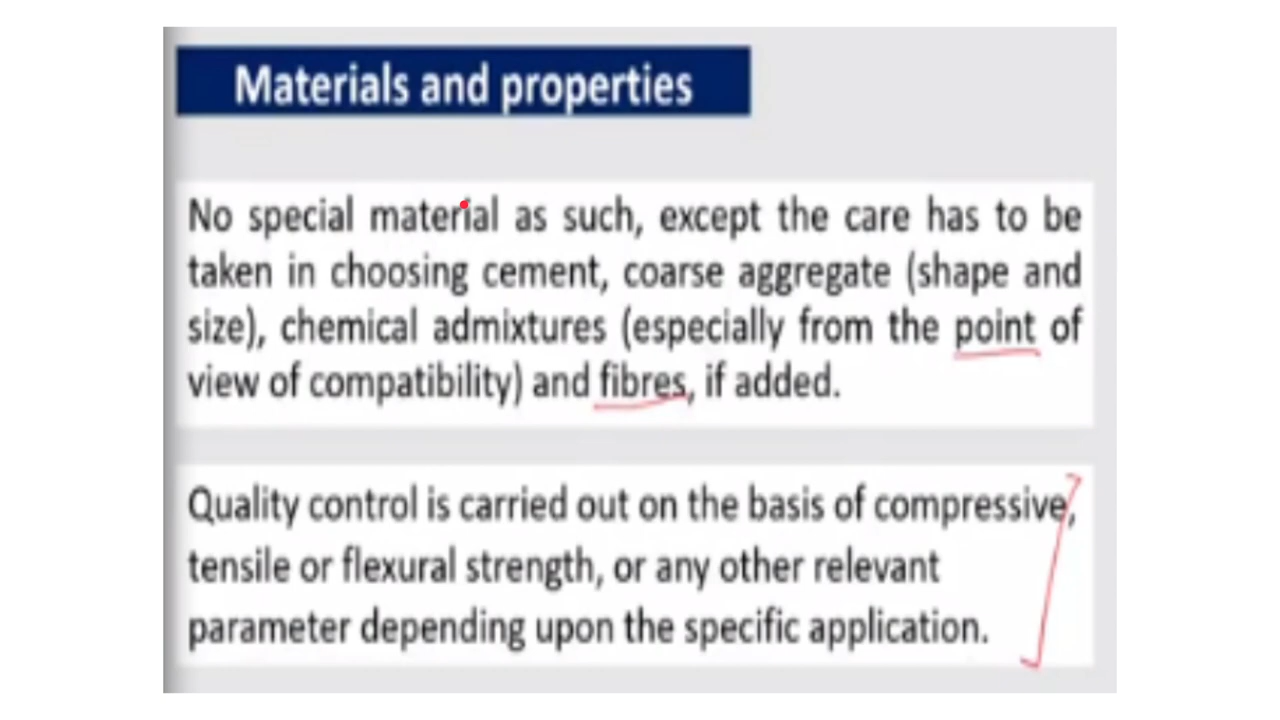 Materials and properties
No special material as such, except the care has to be
taken in choosing cement, coarse aggregate (shape and
size), chemical admixtures (especially from the point of
view of compatibility) and fibres, if added.
Quality control is carried out on the basis of compressive,
tensile or flexural strength, or any other relevant
parameter depending upon the specific application.